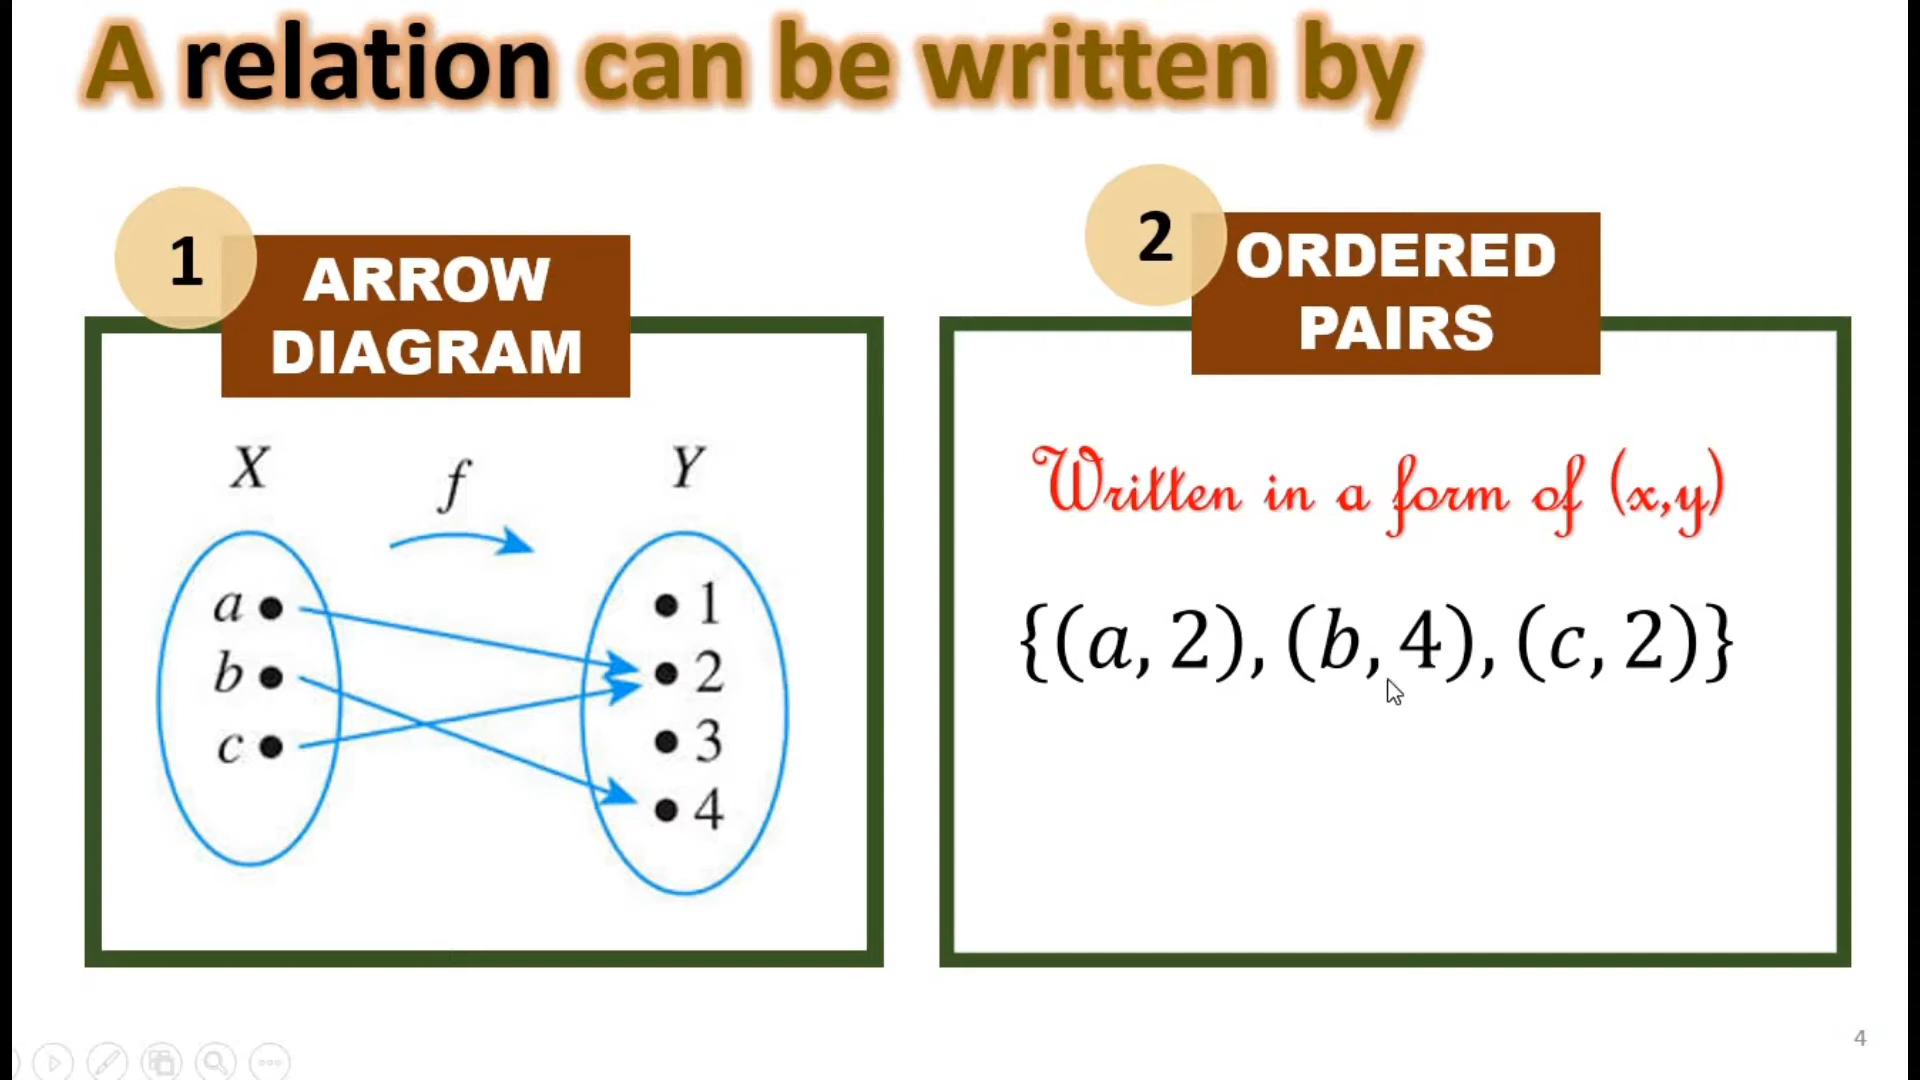 A relation can be written by
1
ARROW
DIAGRAM
X
f
Y
a
b
c
1
2
3
4
2
ORDERED
PAIRS
Written in a form of (x,y)
{(a, 2), (b, 4), (c, 2)}
4